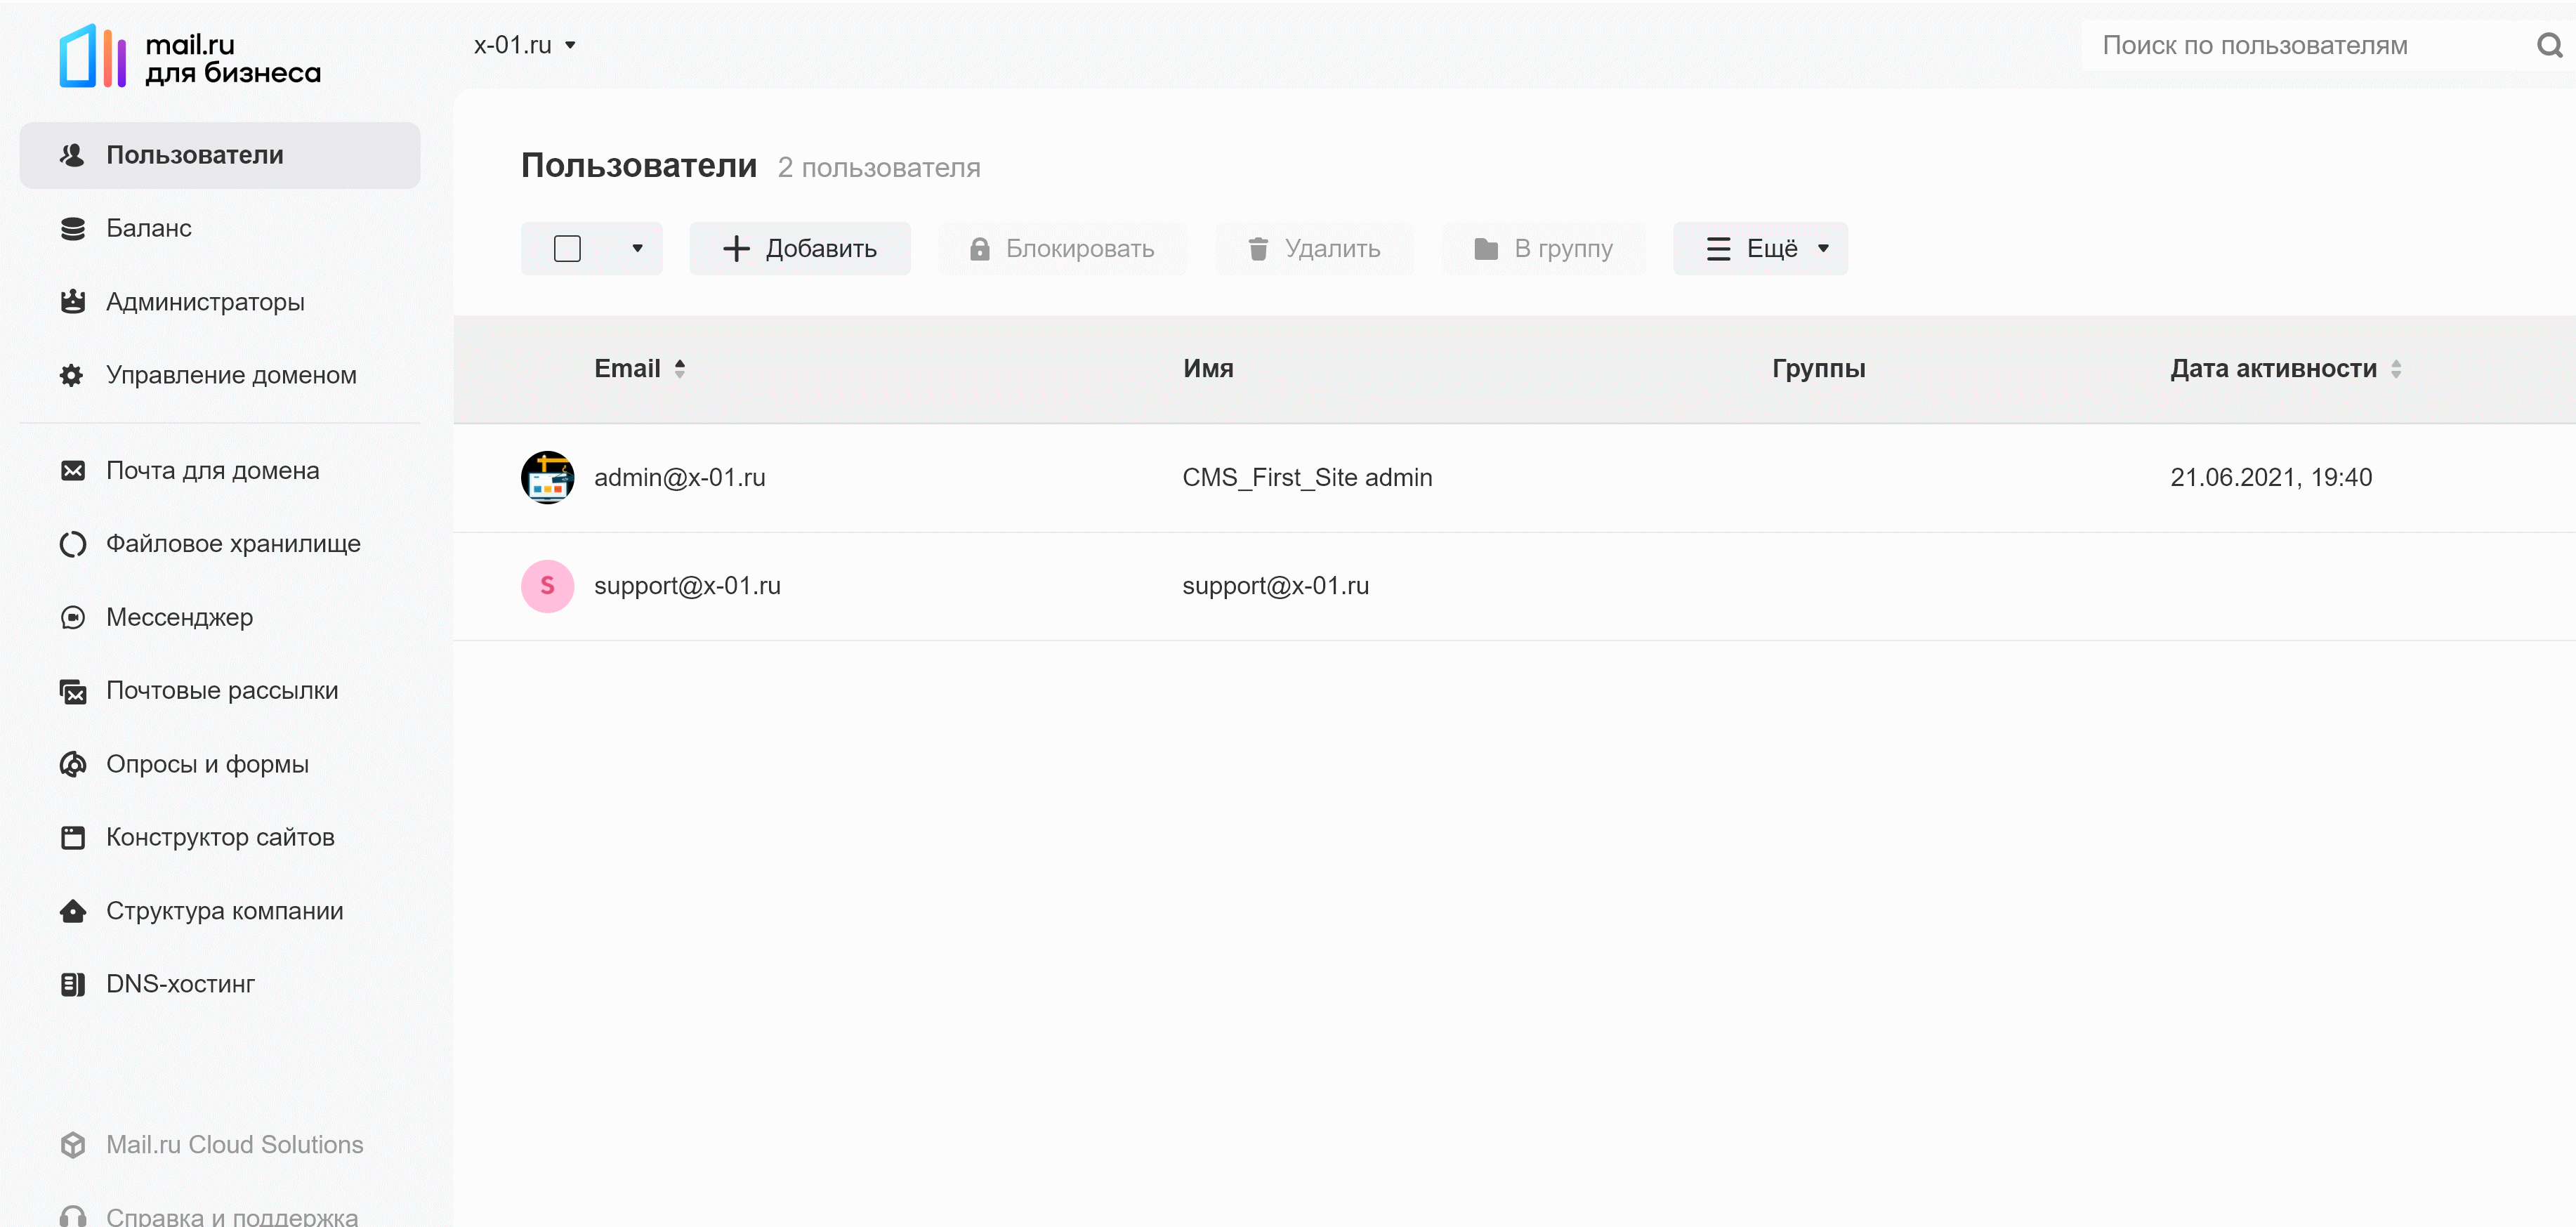 mail.ru
для бизнеса
x-01.ru
Поиск по пользователям
Пользователи
Баланс
Администраторы
Управление доменом
Почта для домена
Файловое хранилище
Мессенджер
Почтовые рассылки
Опросы и формы
Конструктор сайтов
Структура компании
DNS-хостинг
Mail.ru Cloud Solutions
Справка и поддержка
Пользователи 2 пользователя
Добавить Блокировать Удалить В группу Ещё
Email Имя Группы Дата активности
admin@x-01.ru CMS_First_Site admin 21.06.2021, 19:40
S support@x-01.ru support@x-01.ru